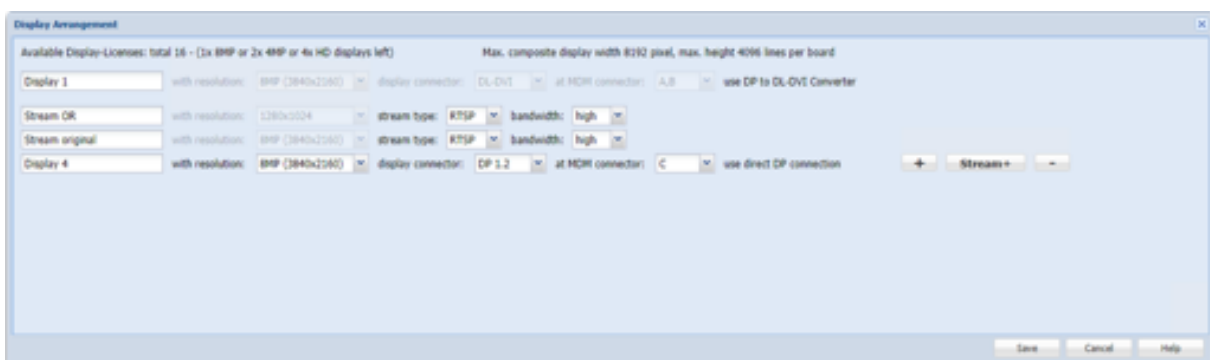 Display Arrangement
Available Display-Licenses: total 16 - (1x 8MP or 2x 4MP or 4x HD displays left) Max. composite display width 8192 pixel, max. height 4096 lines per board
Display 1 with resolution: 8MP (3840x2160) display connector: DL-DVI at MDM connector: A,B use DP to DL-DVI Converter
Stream OR with resolution: 1280x1024 stream type: RTSP bandwidth: high
Stream original with resolution: 8MP (3840x2160) stream type: RTSP bandwidth: high
Display 4 with resolution: 8MP (3840x2160) display connector: DP 1.2 at MDM connector: C use direct DP connection + Stream+ -
Save Cancel Help